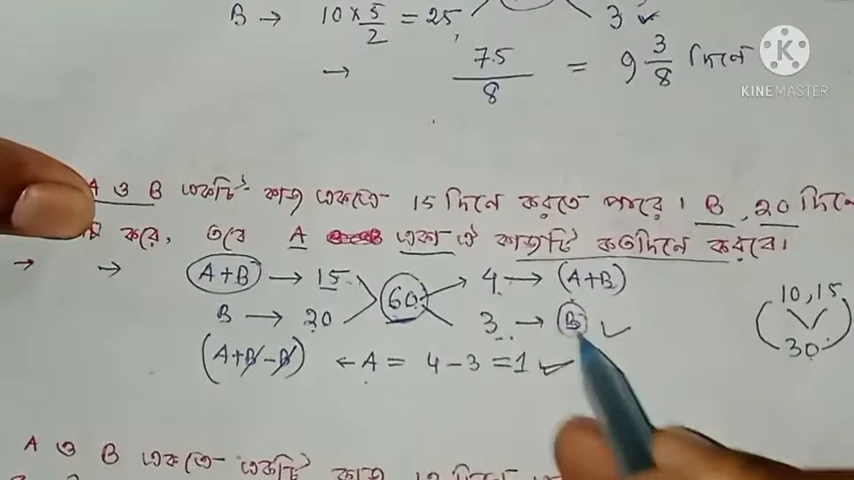 B → 10 × 5/2 = 25, 3 ✓
→ 75/8 = 9 3/8 দিনে
KINEMASTER
A ও B একটি কাজ একত্রে 15 দিনে করতে পারে। B, 20 দিনে
করে, তবে A একা ঐ কাজটি কতদিনে করবে।
→ → (A+B) → 15 60 4 → (A+B)
B → 20 3 → B ✓
(A+B-B) ← A = 4 - 3 = 1 ✓
10, 15
30
A ও B একত্রে একটি কাজ